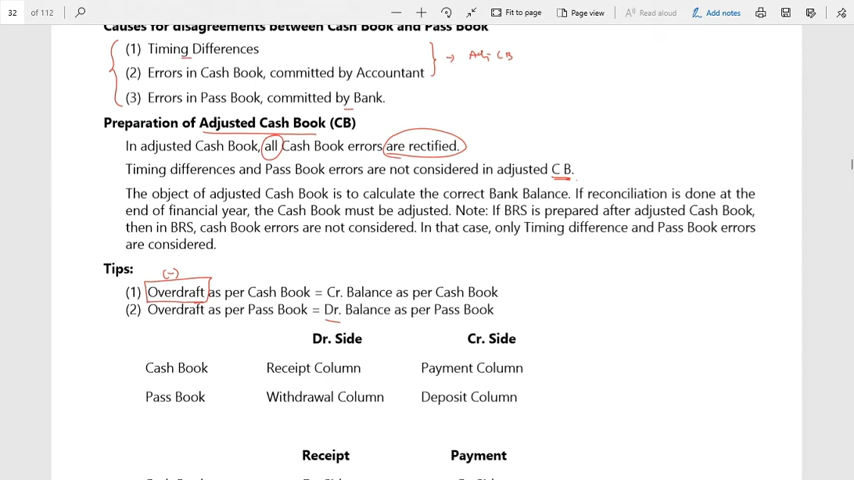 32 of 112
Fit to page
Page view
Read aloud
Add notes
Causes for disagreements between Cash Book and Pass Book
(1) Timing Differences
(2) Errors in Cash Book, committed by Accountant
→ Adj CB
(3) Errors in Pass Book, committed by Bank.
Preparation of Adjusted Cash Book (CB)
In adjusted Cash Book, all Cash Book errors are rectified.
Timing differences and Pass Book errors are not considered in adjusted C B.
The object of adjusted Cash Book is to calculate the correct Bank Balance. If reconciliation is done at the
end of financial year, the Cash Book must be adjusted. Note: If BRS is prepared after adjusted Cash Book,
then in BRS, cash Book errors are not considered. In that case, only Timing difference and Pass Book errors
are considered.
Tips:
(-)
(1) Overdraft as per Cash Book = Cr. Balance as per Cash Book
(2) Overdraft as per Pass Book = Dr. Balance as per Pass Book
Dr. Side Cr. Side
Cash Book Receipt Column Payment Column
Pass Book Withdrawal Column Deposit Column
Receipt Payment